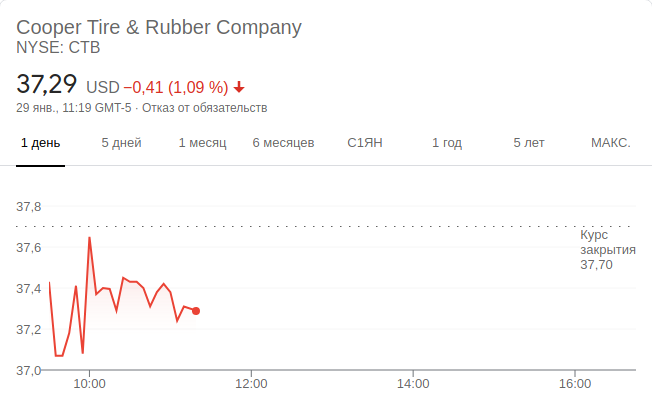 Cooper Tire & Rubber Company
NYSE: CTB
37,29 USD −0,41 (1,09 %)
29 янв., 11:19 GMT-5 · Отказ от обязательств
1 день 5 дней 1 месяц 6 месяцев С1ЯН 1 год 5 лет МАКС.
37,8
Курс
закрытия
37,70
37,6
37,4
37,2
37,0
10:00 12:00 14:00 16:00